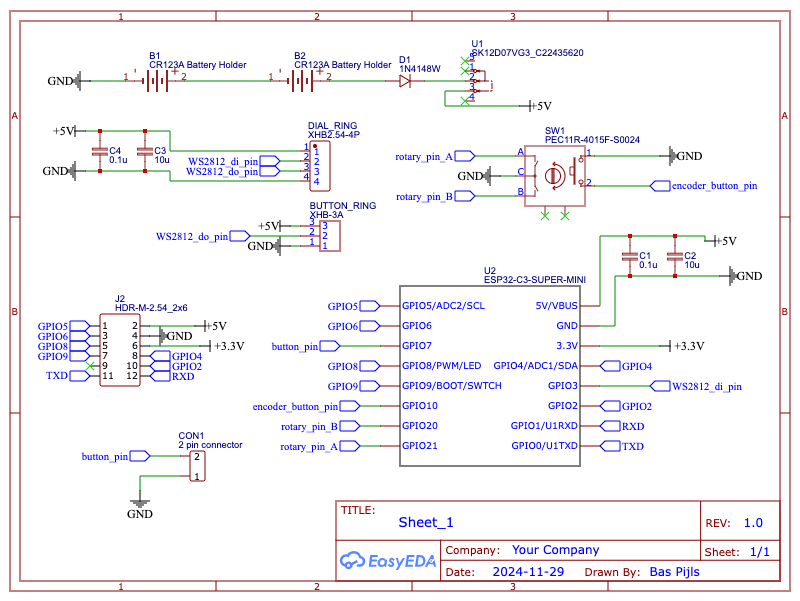 1 2 3
A A
B B
B1
CR123A Battery Holder
B2
CR123A Battery Holder
GND 1 + 2 1 + 2
D1
1N4148W
U1
SK12D07VG3_C22435620
5
1
2
3
4
+5V
+5V
C4
0.1u
C3
10u
GND
DIAL_RING
XHB2.54-4P
1 1
WS2812_di_pin 2 2
WS2812_do_pin 3 3
4 4
SW1
PEC11R-4015F-S0024
rotary_pin_A A 1 GND
GND C
rotary_pin_B B 2 encoder_button_pin
BUTTON_RING
XHB-3A
+5V 3 3
WS2812_do_pin 2 2
GND 1 1
+5V
C1
0.1u
C2
10u
GND
U2
ESP32-C3-SUPER-MINI
GPIO5 GPIO5/ADC2/SCL 5V/VBUS
GPIO6 GPIO6 GND
button_pin GPIO7 3.3V +3.3V
GPIO8 GPIO8/PWM/LED GPIO4/ADC1/SDA GPIO4
GPIO9 GPIO9/BOOT/SWTCH GPIO3 WS2812_di_pin
encoder_button_pin GPIO10 GPIO2 GPIO2
rotary_pin_B GPIO20 GPIO1/U1RXD RXD
rotary_pin_A GPIO21 GPIO0/U1TXD TXD
J2
HDR-M-2.54_2x6
GPIO5 1 2 +5V
GPIO6 3 4 GND
GPIO8 5 6 +3.3V
GPIO9 7 8 GPIO4
9 10 GPIO2
TXD 11 12 RXD
CON1
2 pin connector
button_pin 2
1
GND
TITLE:
Sheet_1
REV: 1.0
EasyEDA
Company: Your Company
Sheet: 1/1
Date: 2024-11-29 Drawn By: Bas Pijls
1 2 3